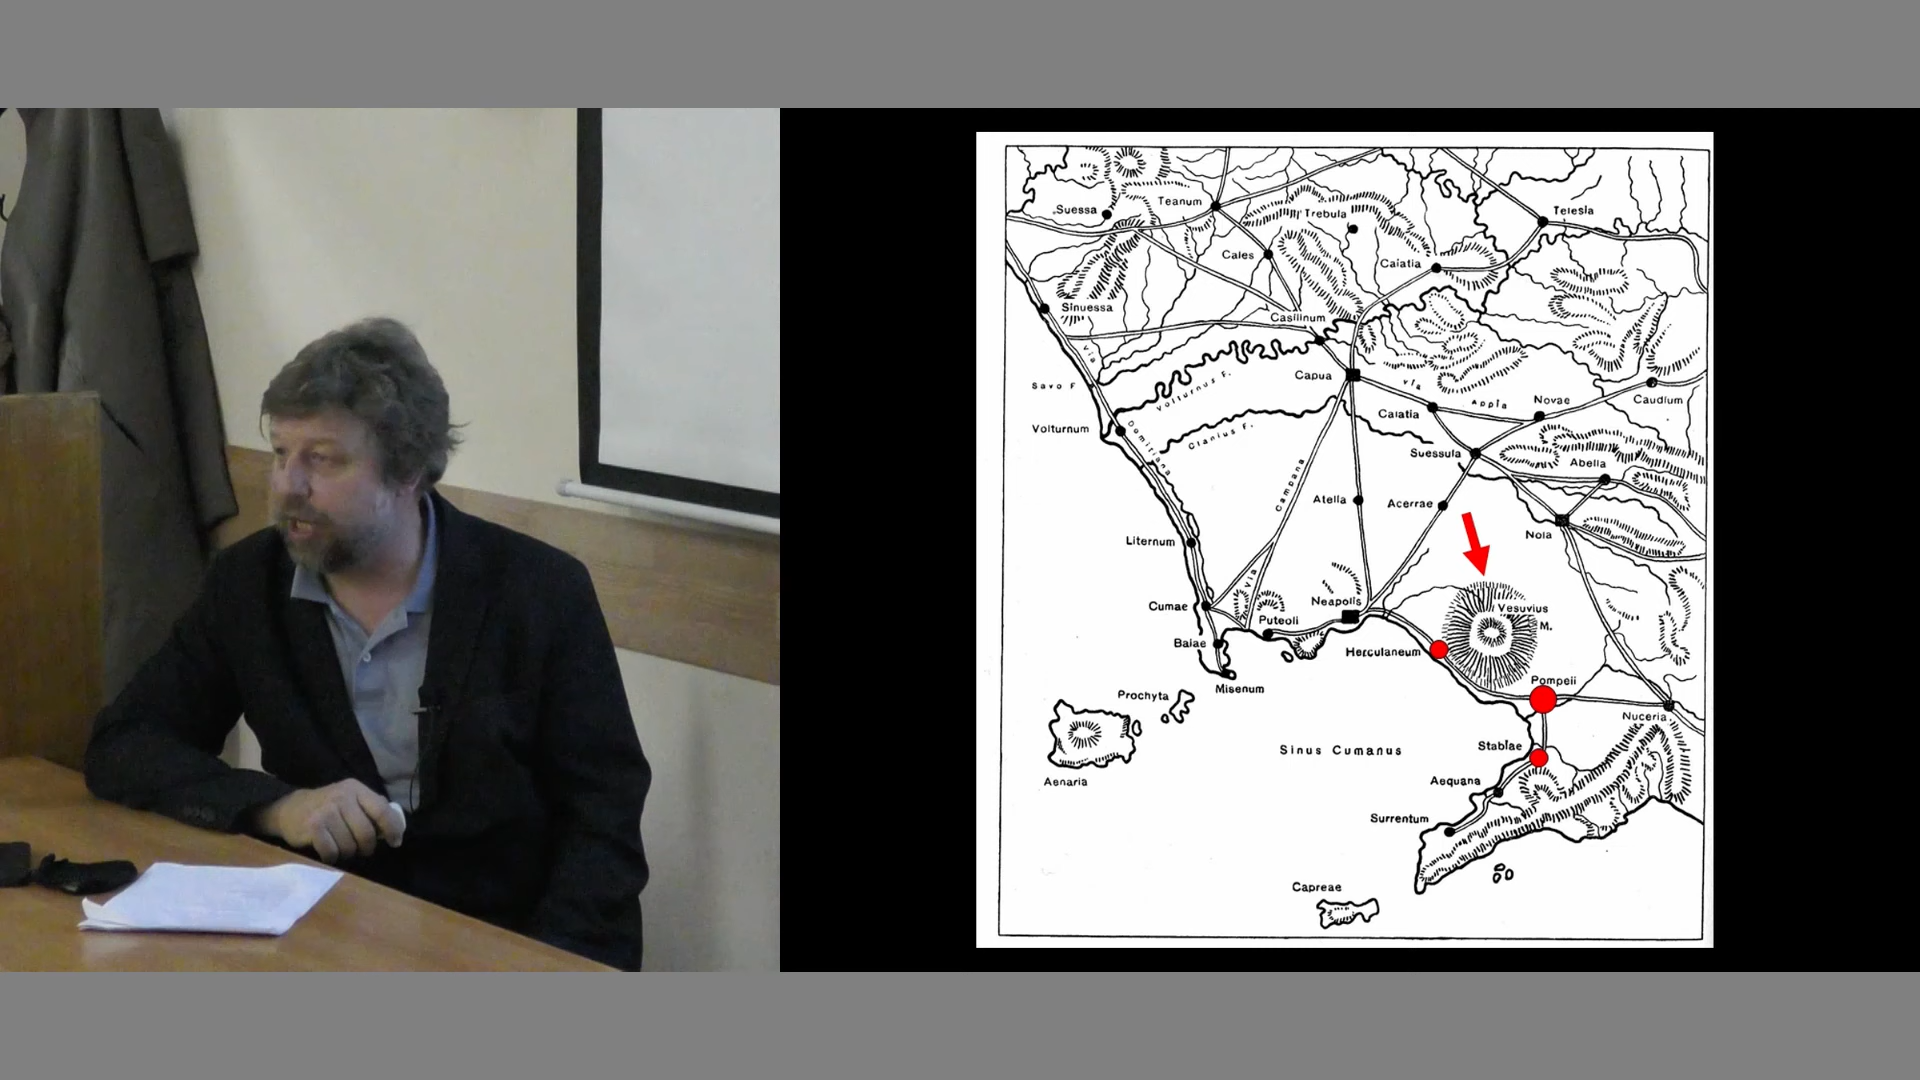 Suessa
Teanum
Trebula
Telesia
Cales
Caiatia
Sinuessa
Casilinum
Via
Savo F
Volturnus F.
Capua
Via
Appia
Novae
Caudium
Calatia
Volturnum
Domitiana
Clanius F.
Suessula
Abella
Campana
Atella
Acerrae
Nola
Liternum
Via
Cumae
Neapolis
Vesuvius
M.
Puteoli
Baiae
Herculaneum
Misenum
Pompeii
Prochyta
Nuceria
Sinus Cumanus
Stabiae
Aenaria
Aequana
Surrentum
Capreae